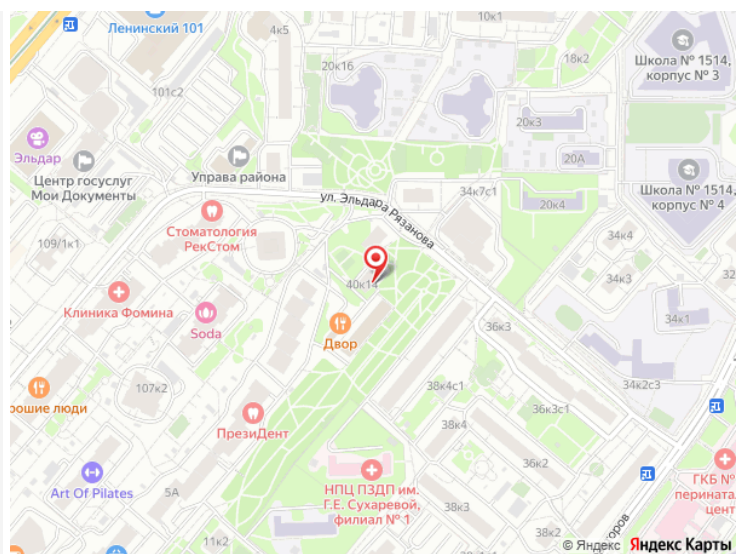 Ленинский 101
4к5
10к1
18к2
Школа № 1514,
корпус № 3
20к16
101с2
20к3
20А
Эльдар
Центр госуслуг
Мои Документы
Управа района
ул. Эльдара Рязанова
34к7с1
20к4
Школа № 1514,
корпус № 4
Стоматология
РекСтом
109/1к1
34к4
34к3
40к14
Клиника Фомина
Soda
Двор
36к3
34к1
107к2
38к4с1
34к2с3
рошие люди
ПрезиДент
38к4
36к3с1
36к2
Art Of Pilates
5А
НПЦ ПЗДП им.
Г.Е. Сухаревой,
филиал № 1
38к3
ГКБ №
перинатал
цент
11к2
38к2
торов
© Яндекс Яндекс Карты